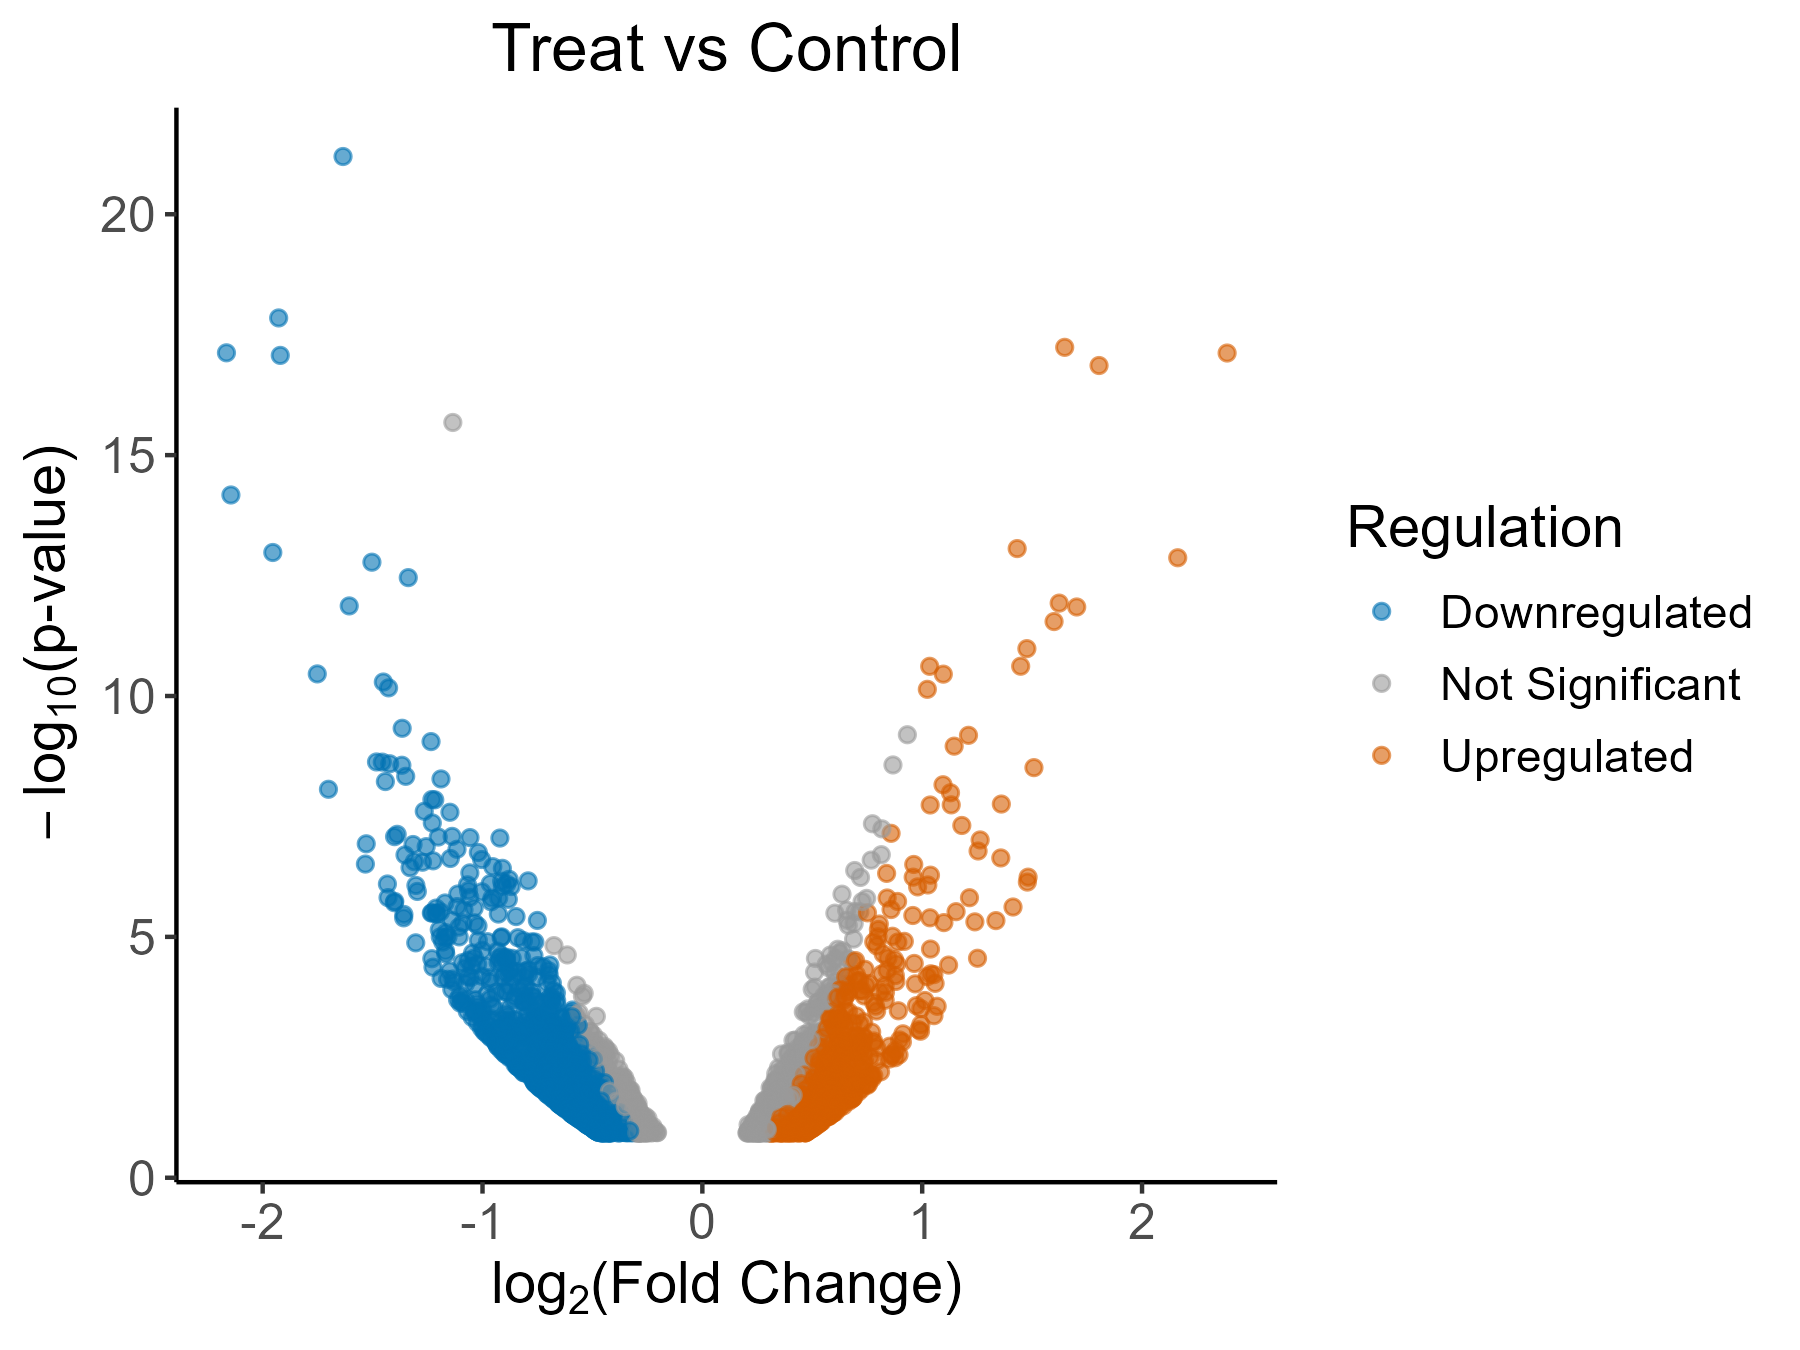 Treat vs Control
− log₁₀(p-value)
20
15
10
5
0
-2
-1
0
1
2
log₂(Fold Change)
Regulation
Downregulated
Not Significant
Upregulated